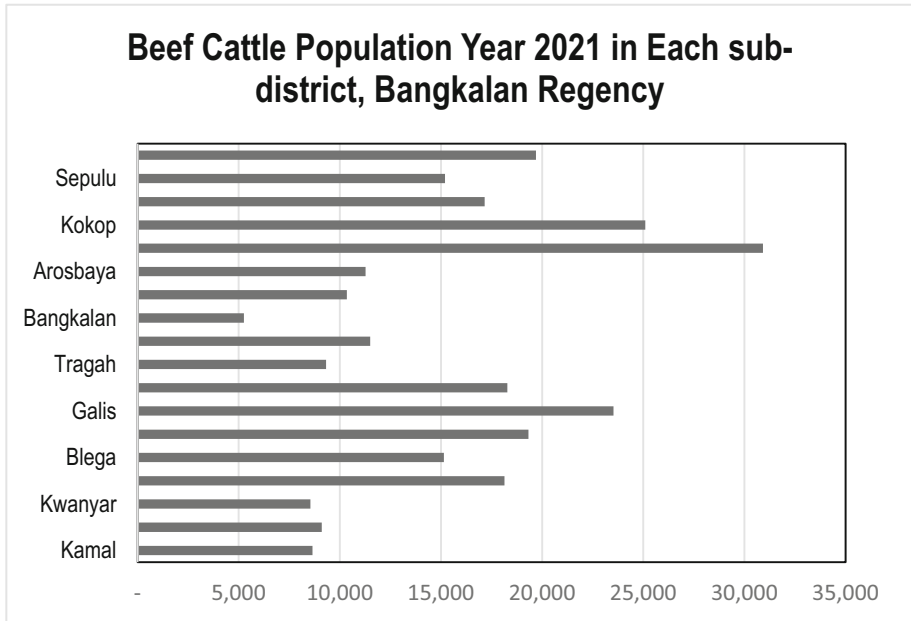 Beef Cattle Population Year 2021 in Each sub-
district, Bangkalan Regency
Sepulu
Kokop
Arosbaya
Bangkalan
Tragah
Galis
Blega
Kwanyar
Kamal
- 5,000 10,000 15,000 20,000 25,000 30,000 35,000